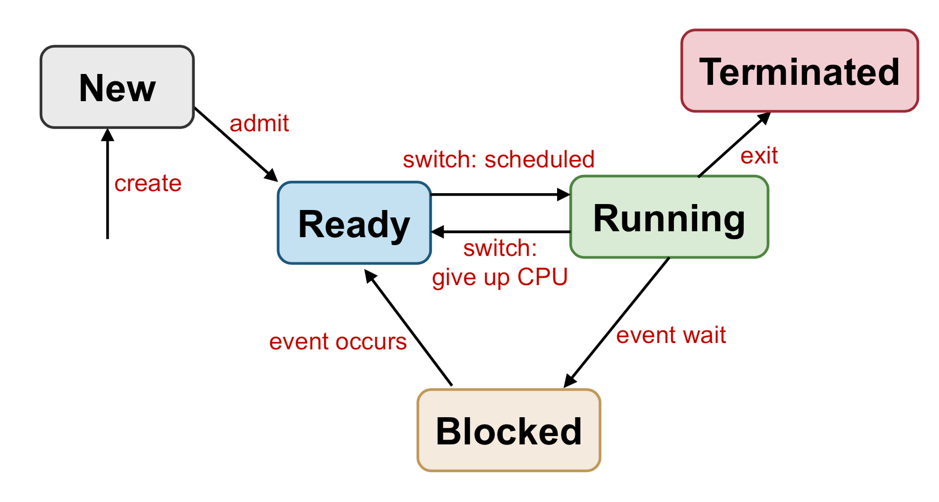 New
Terminated
admit
create
switch: scheduled
exit
Ready
Running
switch:
give up CPU
event occurs
event wait
Blocked